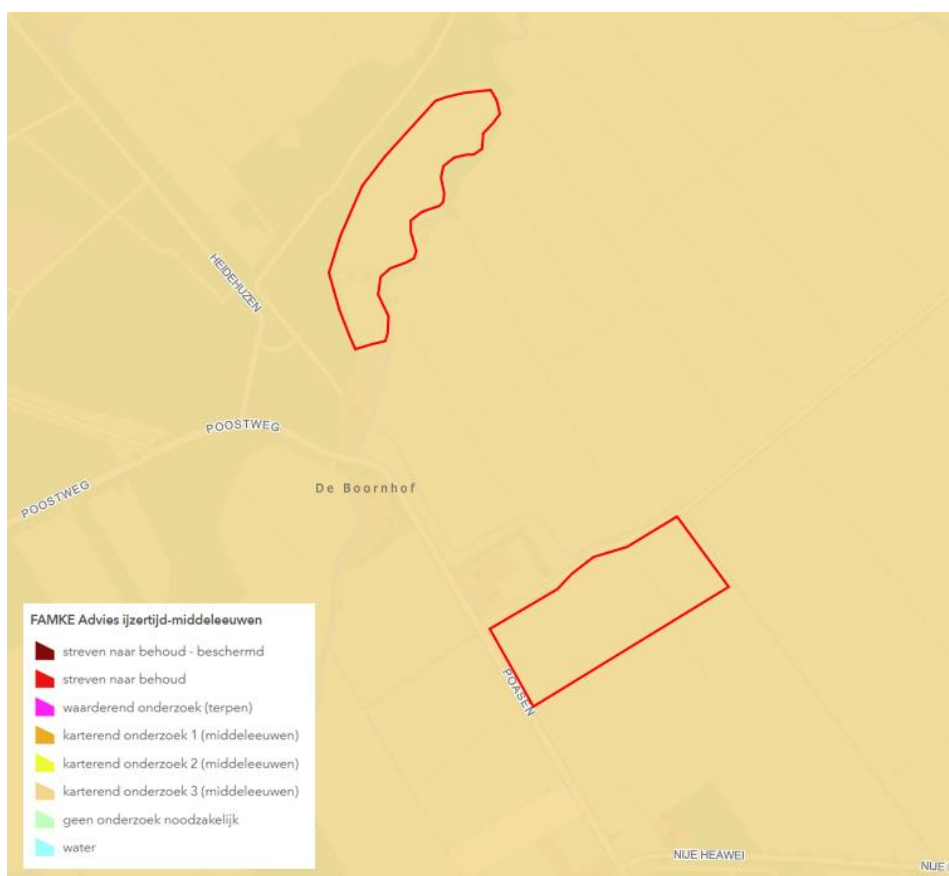 HEIDEHUZEN
POOSTWEG
POOSTWEG
De Boornhof
POASEN
NIJE HEAWEI
NIJE
FAMKE Advies ijzertijd-middeleeuwen
streven naar behoud - beschermd
streven naar behoud
waarderend onderzoek (terpen)
karterend onderzoek 1 (middeleeuwen)
karterend onderzoek 2 (middeleeuwen)
karterend onderzoek 3 (middeleeuwen)
geen onderzoek noodzakelijk
water